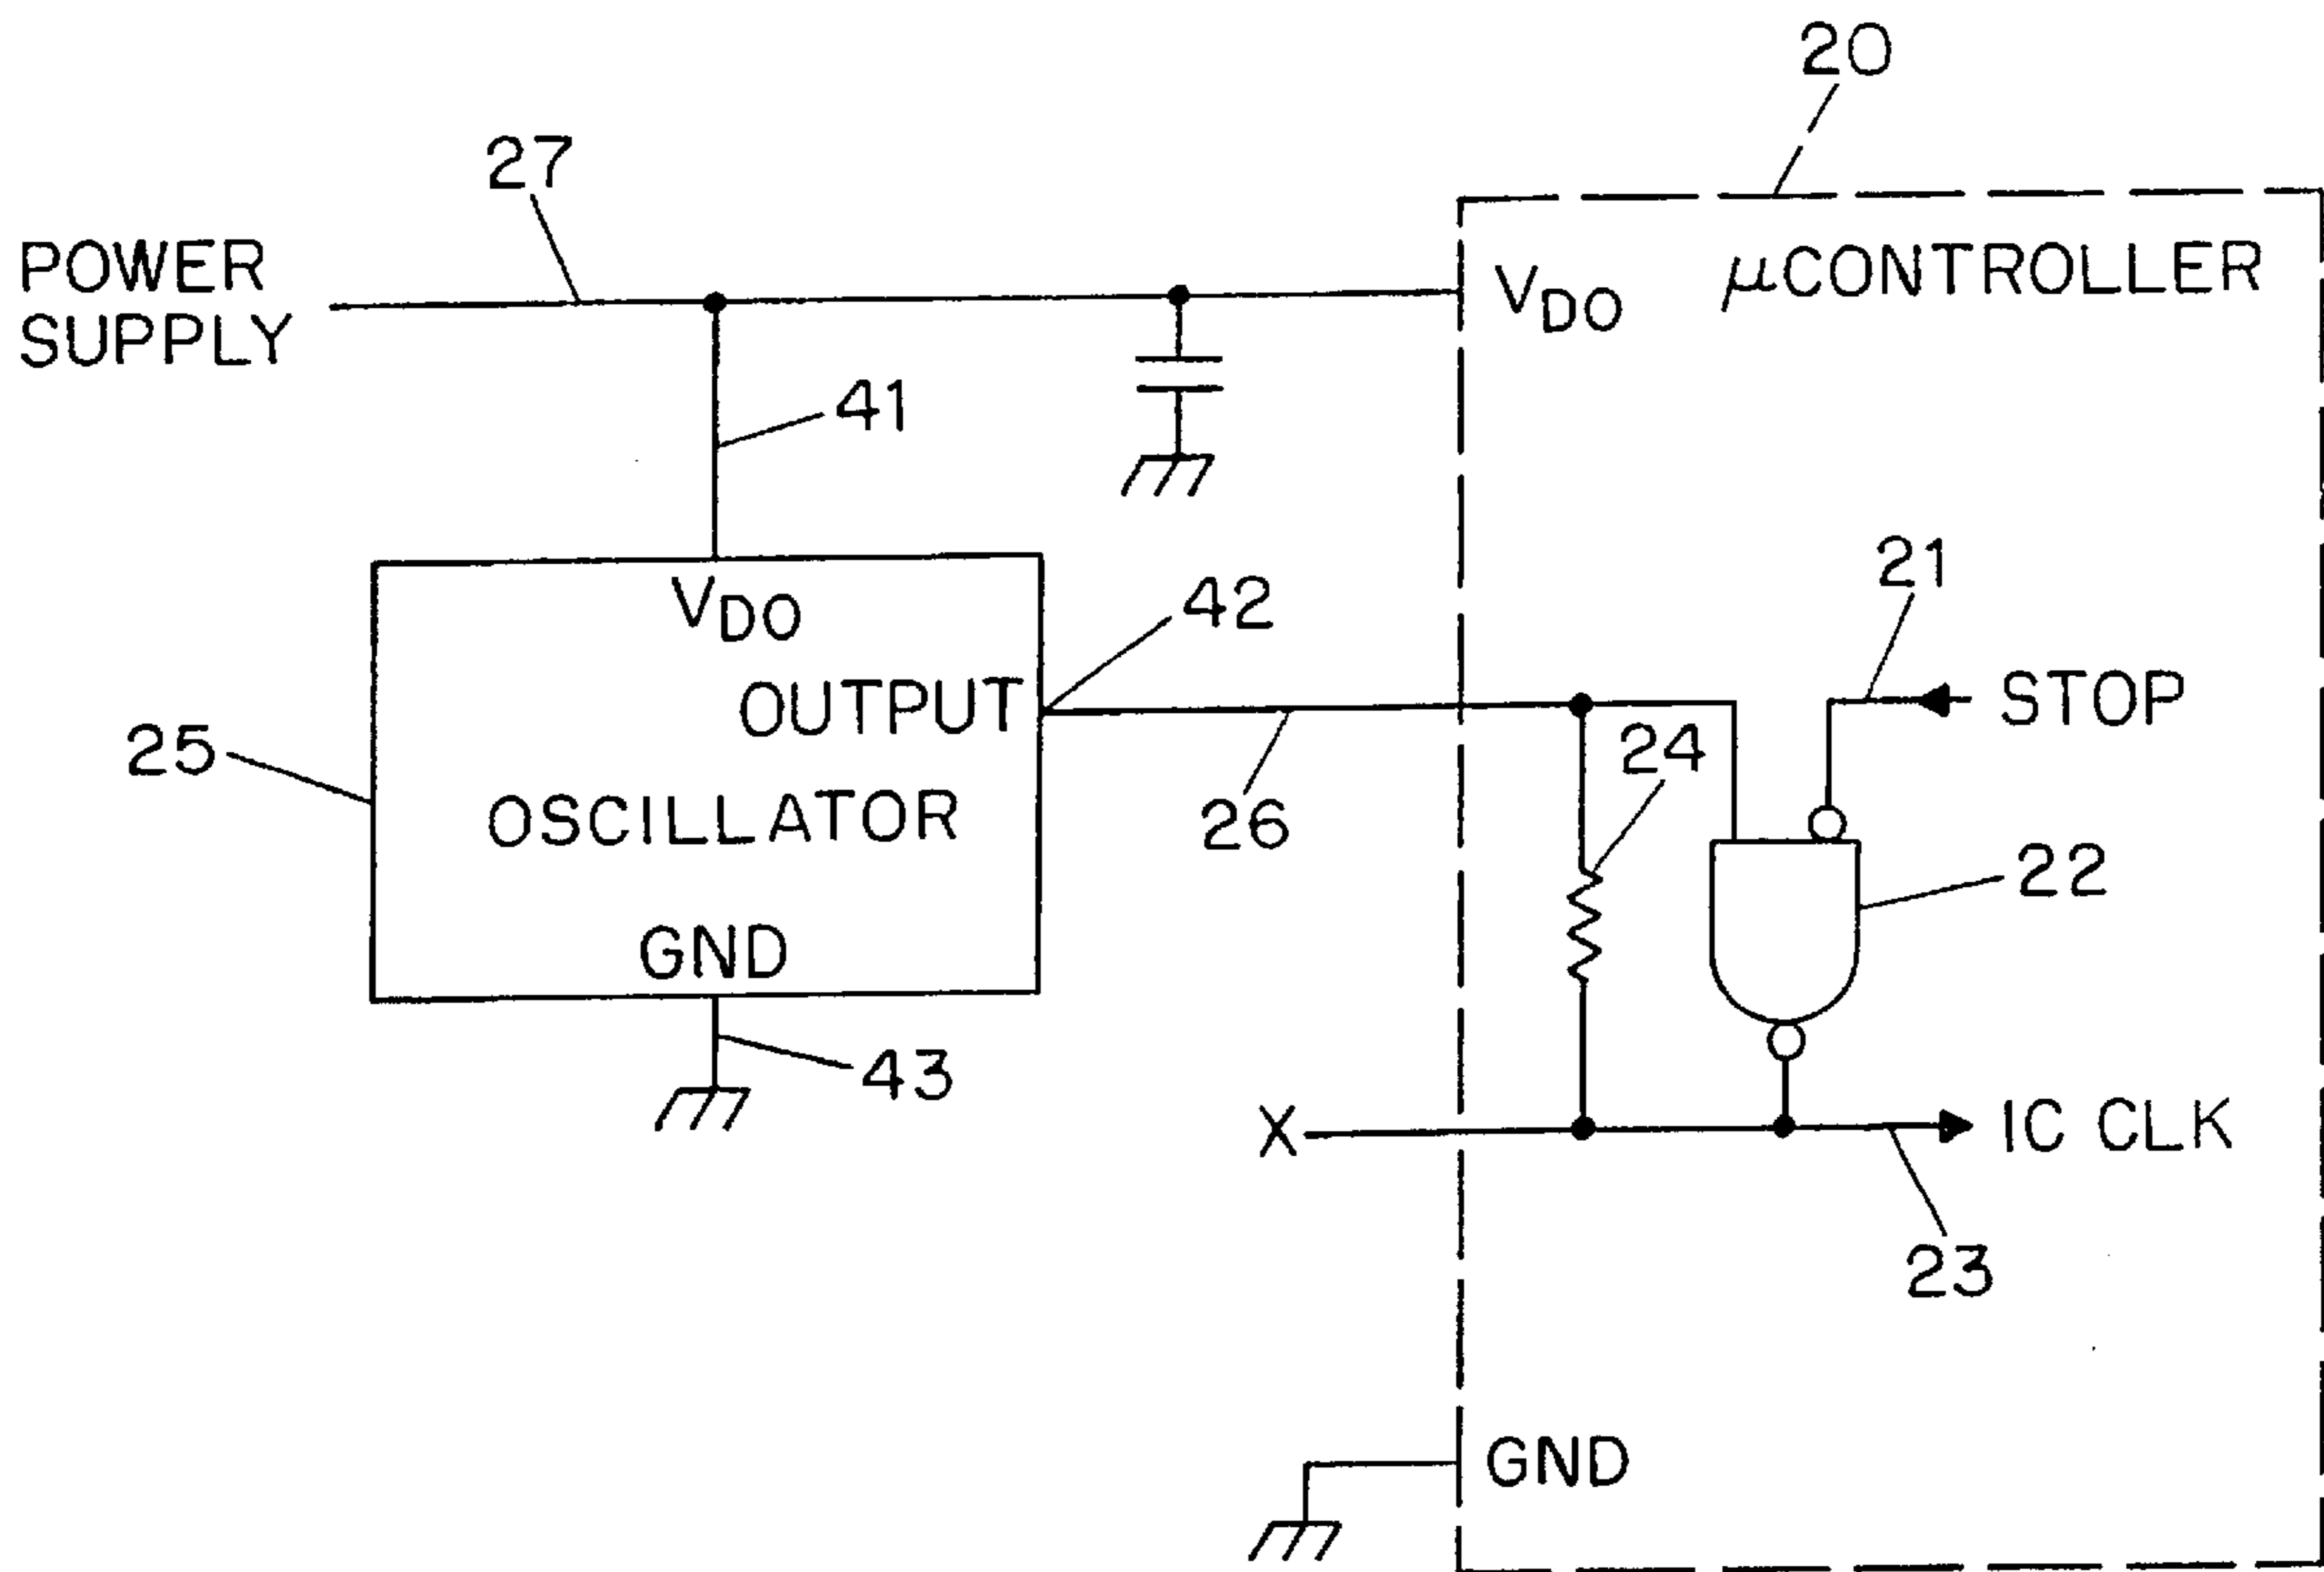 20
27
POWER
SUPPLY
VDO
μCONTROLLER
41
21
VDO
42
OUTPUT
STOP
25
24
OSCILLATOR
26
22
GND
43
X
IC CLK
23
GND